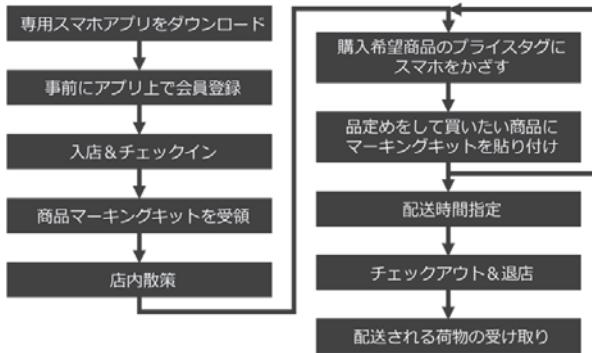 専用スマホアプリをダウンロード
事前にアプリ上で会員登録
入店＆チェックイン
商品マーキングキットを受領
店内散策
購入希望商品のプライスタグに
スマホをかざす
品定めをして買いたい商品に
マーキングキットを貼り付け
配送時間指定
チェックアウト＆退店
配送される荷物の受け取り